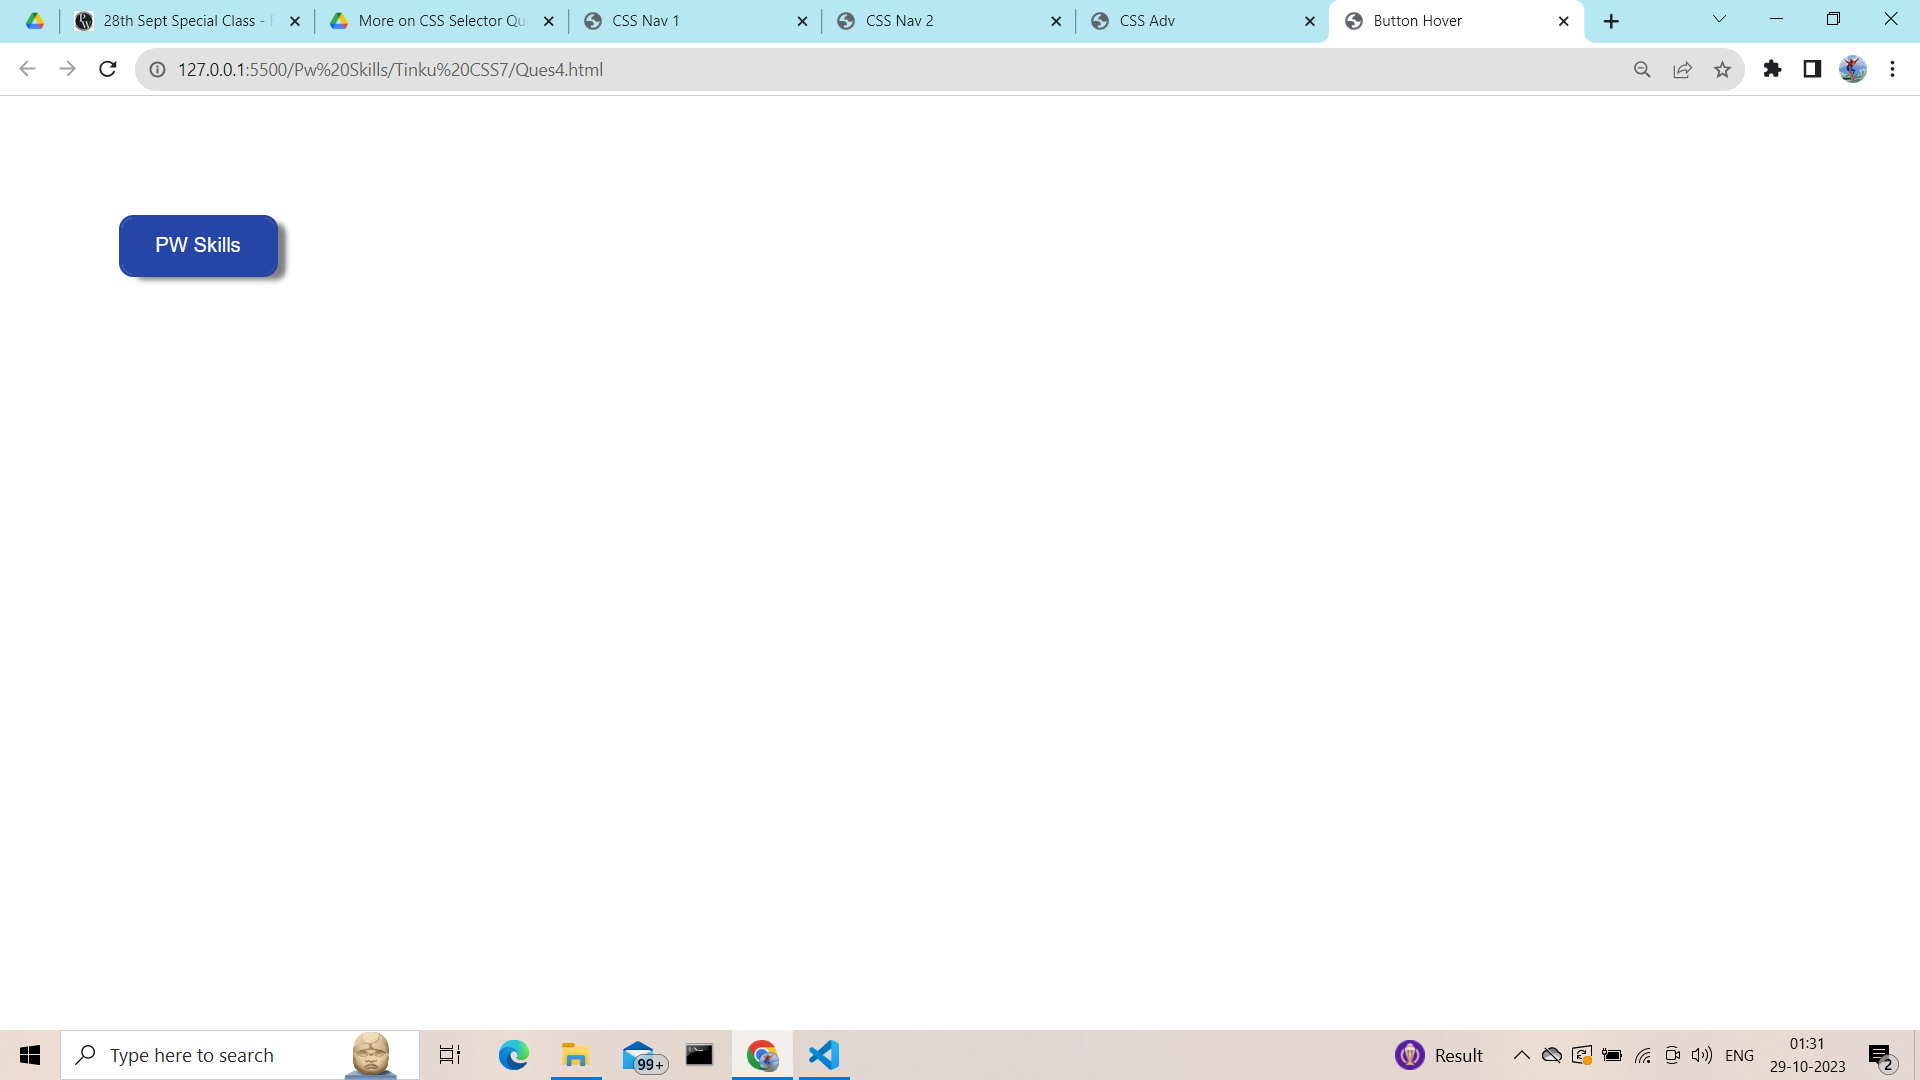 28th Sept Special Class -
More on CSS Selector Qu
CSS Nav 1
CSS Nav 2
CSS Adv
Button Hover
127.0.0.1:5500/Pw%20Skills/Tinku%20CSS7/Ques4.html
PW Skills
Type here to search
99+
Result
ENG
01:31
29-10-2023
2